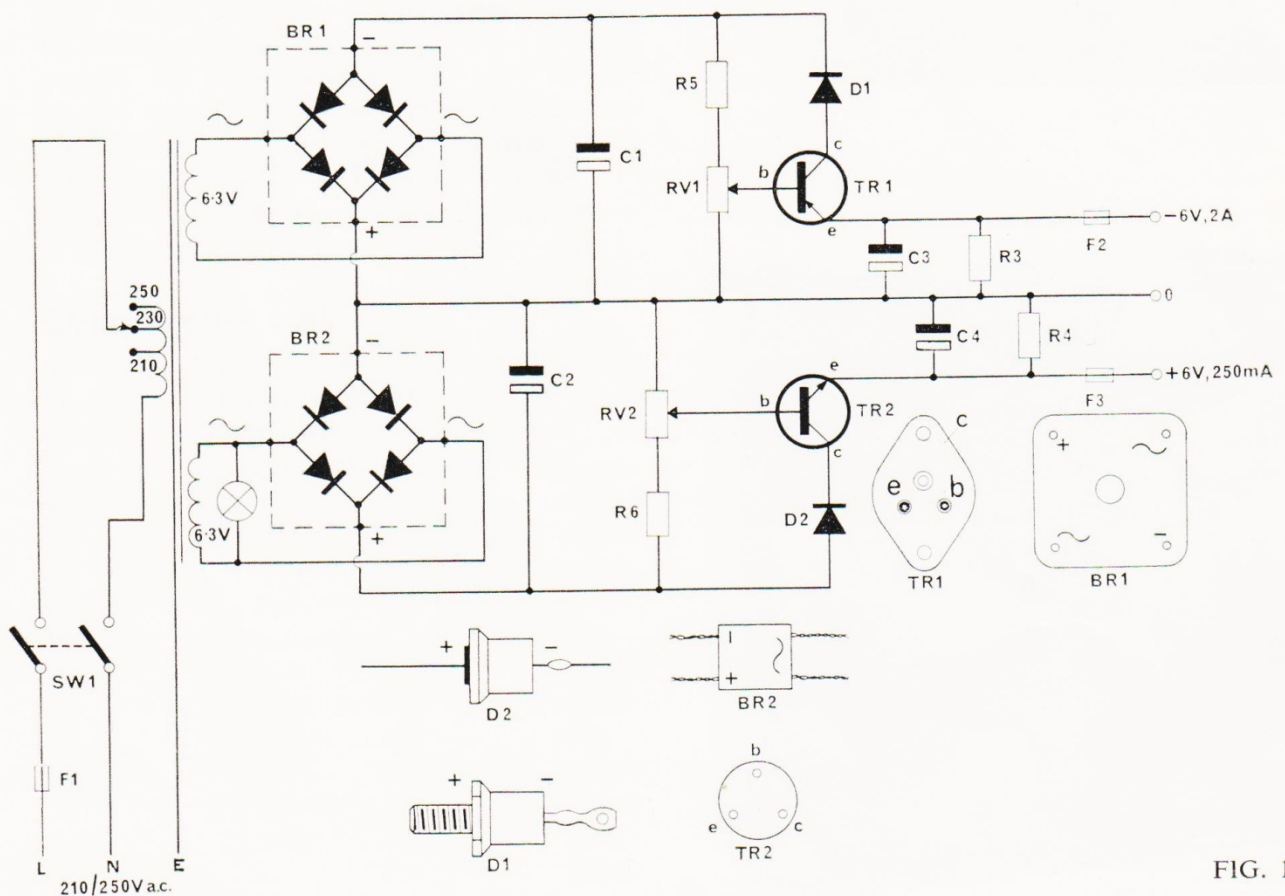 BR1
−
+
6·3V
C1
R5
RV1
D1
b
c
e
TR1
C3
R3
F2
−6V, 2A
0
250
230
210
BR2
−
+
6·3V
C2
RV2
R6
b
e
c
TR2
D2
C4
R4
F3
+6V, 250mA
c
e
b
TR1
+
−
BR1
SW1
F1
L
N
E
210/250V a.c.
+
−
D2
−
+
BR2
+
−
D1
b
e
c
TR2
FIG. 1